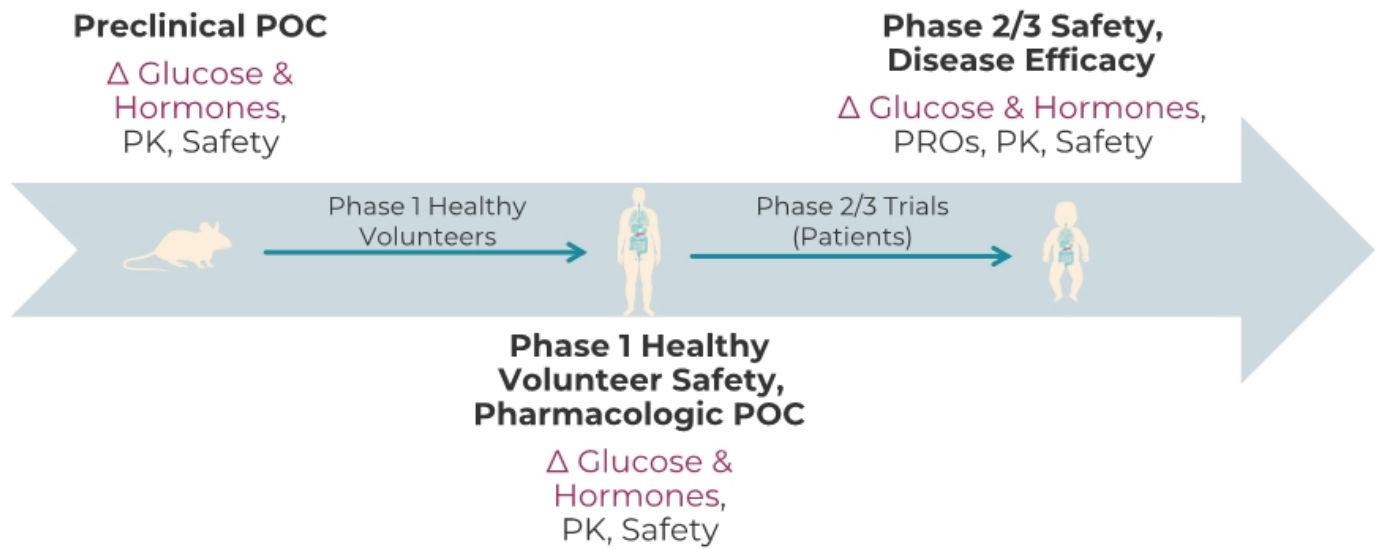 Preclinical POC
Δ Glucose &
Hormones,
PK, Safety
Phase 1 Healthy
Volunteers
Phase 1 Healthy
Volunteer Safety,
Pharmacologic POC
Δ Glucose &
Hormones,
PK, Safety
Phase 2/3 Trials
(Patients)
Phase 2/3 Safety,
Disease Efficacy
Δ Glucose & Hormones,
PROs, PK, Safety